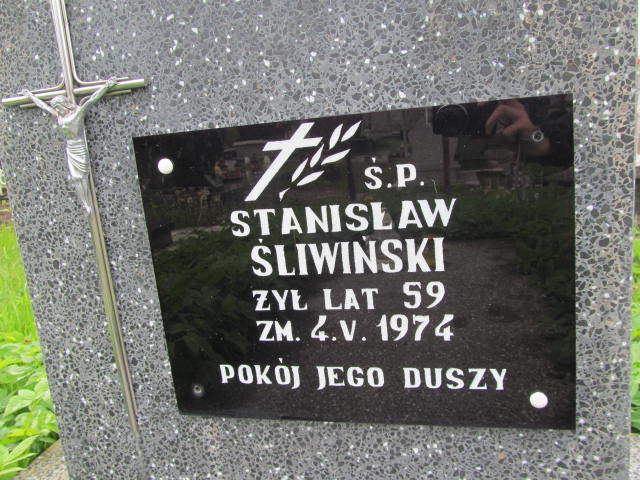 Ś.P.
STANISŁAW
ŚLIWIŃSKI
ŻYŁ LAT 59
ZM. 4.V.1974
POKÓJ JEGO DUSZY